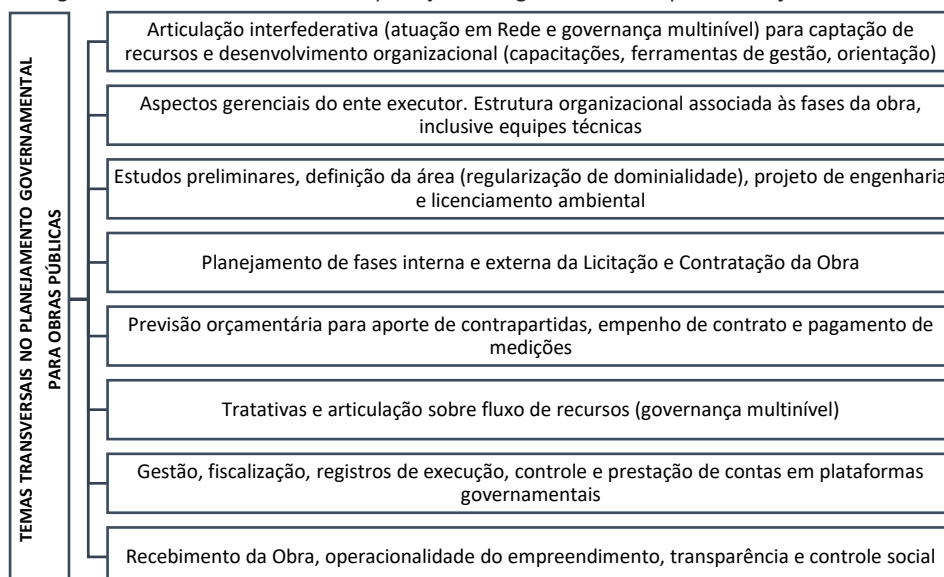 TEMAS TRANSVERSAIS NO PLANEJAMENTO GOVERNAMENTAL
PARA OBRAS PÚBLICAS
Articulação interfederativa (atuação em Rede e governança multinível) para captação de
recursos e desenvolvimento organizacional (capacitações, ferramentas de gestão, orientação)
Aspectos gerenciais do ente executor. Estrutura organizacional associada às fases da obra,
inclusive equipes técnicas
Estudos preliminares, definição da área (regularização de dominialidade), projeto de engenharia
e licenciamento ambiental
Planejamento de fases interna e externa da Licitação e Contratação da Obra
Previsão orçamentária para aporte de contrapartidas, empenho de contrato e pagamento de
medições
Tratativas e articulação sobre fluxo de recursos (governança multinível)
Gestão, fiscalização, registros de execução, controle e prestação de contas em plataformas
governamentais
Recebimento da Obra, operacionalidade do empreendimento, transparência e controle social